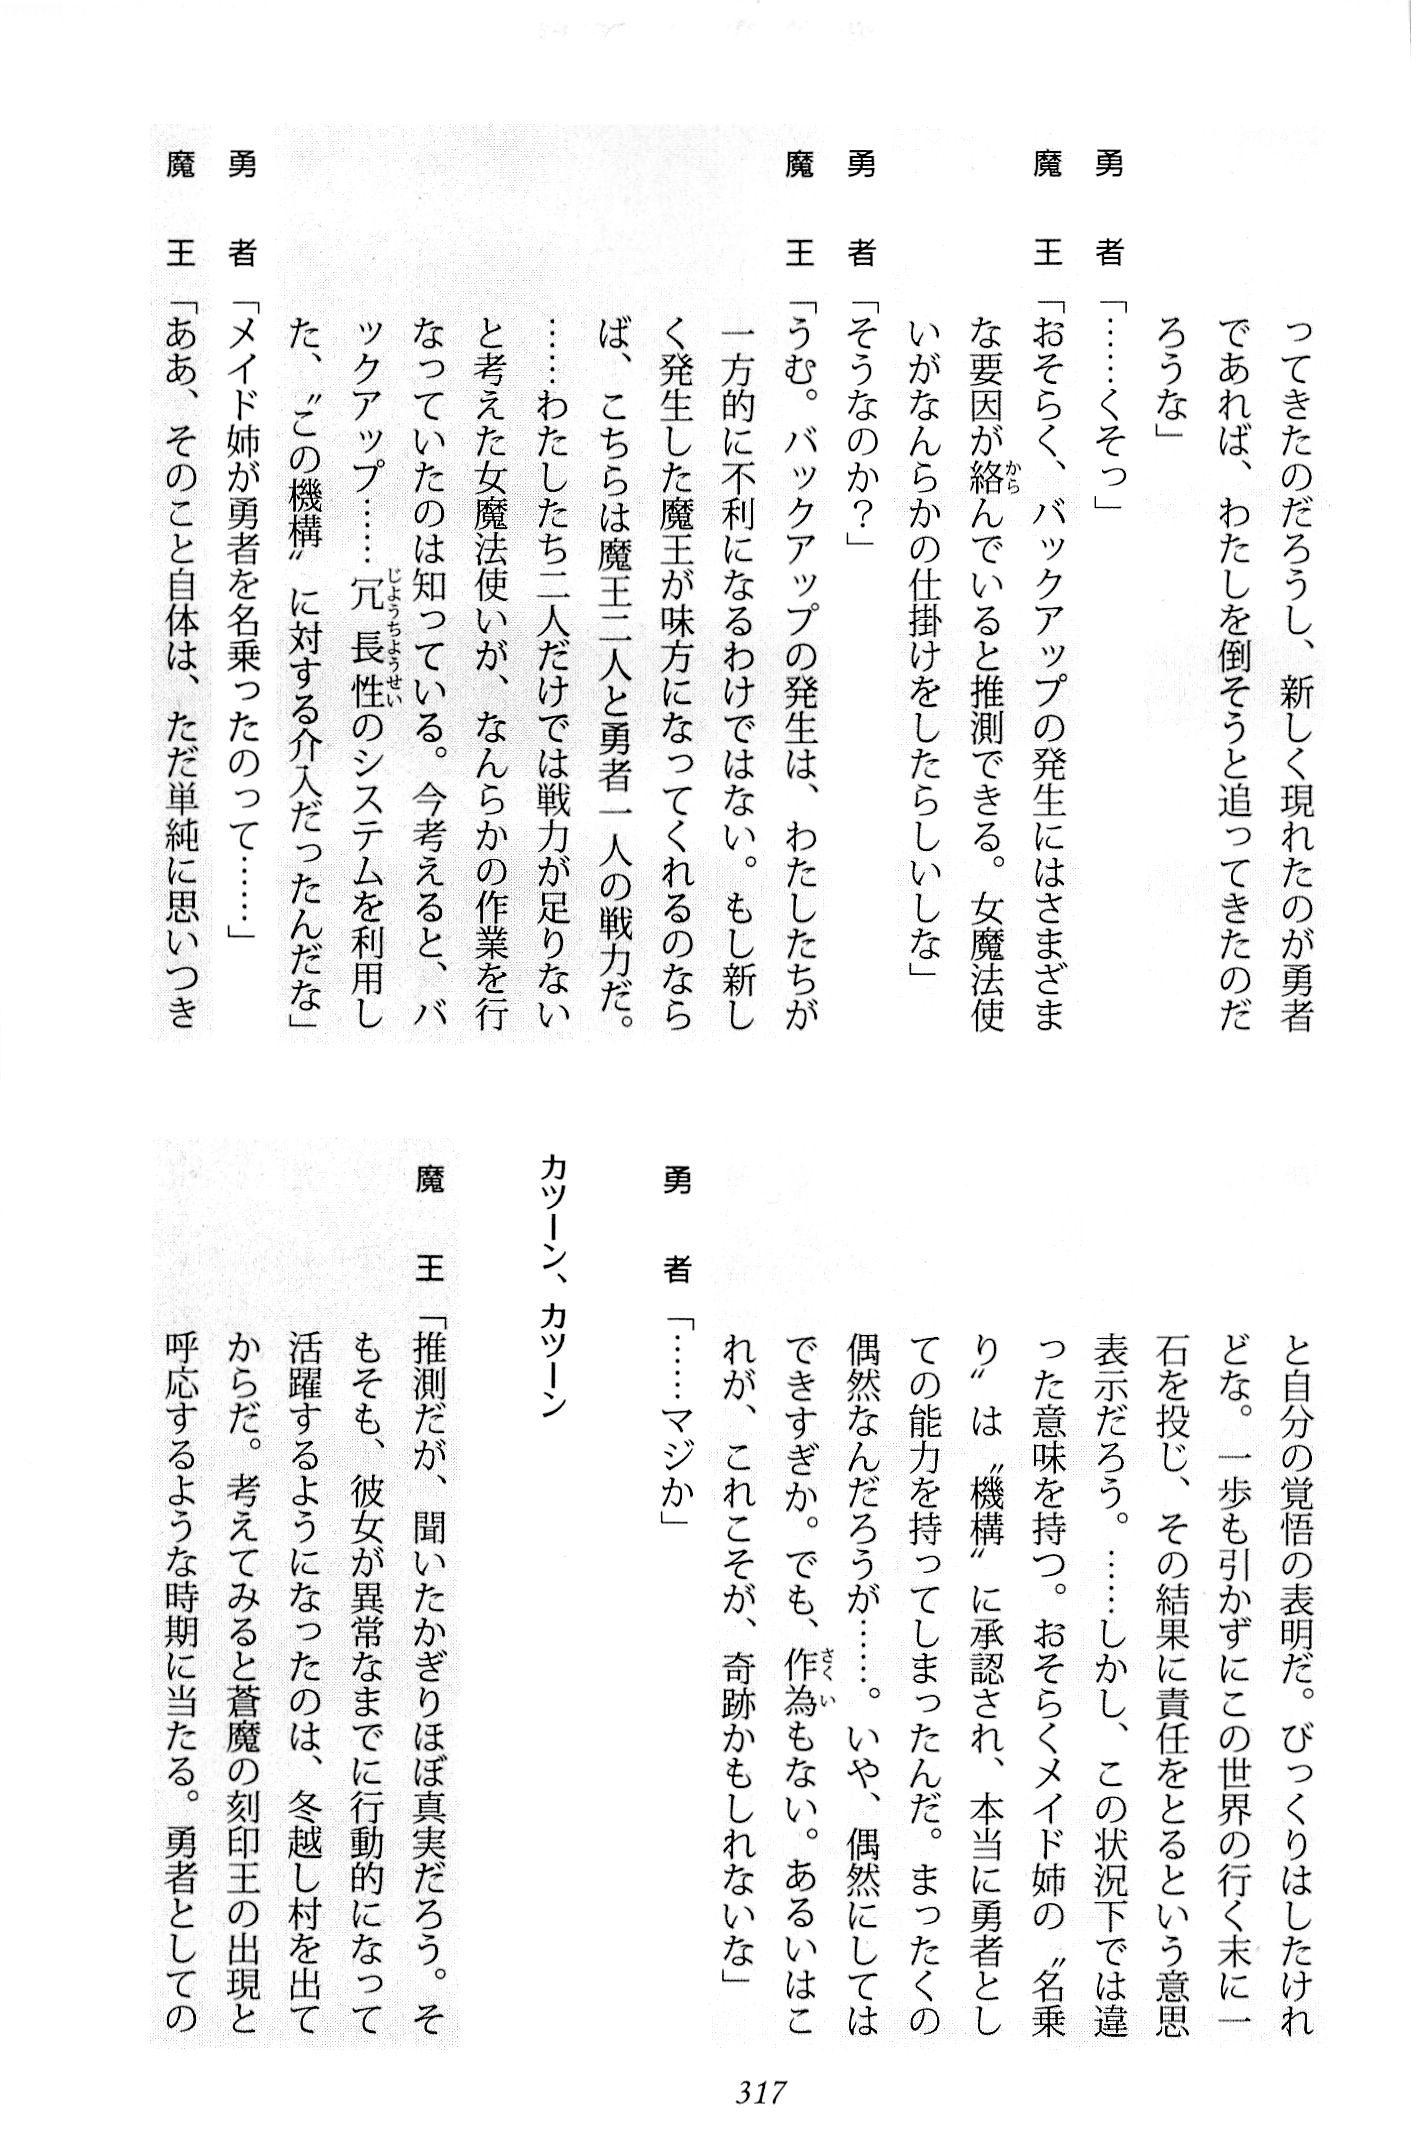 ってきたのだろうし、新しく現れたのが勇者
であれば、わたしを倒そうと追ってきたのだ
ろうな」
勇　者「……くそっ」
魔　王「おそらく、バックアップの発生にはさまざま
な要因が絡んでいると推測できる。女魔法使
いがなんらかの仕掛けをしたらしいしな」
勇　者「そうなのか？」
魔　王「うむ。バックアップの発生は、わたしたちが
一方的に不利になるわけではない。もし新し
く発生した魔王が味方になってくれるのなら
ば、こちらは魔王二人と勇者一人の戦力だ。
……わたしたち二人だけでは戦力が足りない
と考えた女魔法使いが、なんらかの作業を行
なっていたのは知っている。今考えると、バ
ックアップ……冗長性のシステムを利用し
た、〝この機構〟に対する介入だったんだな」
勇　者「メイド姉が勇者を名乗ったのって……」
魔　王「ああ、そのこと自体は、ただ単純に思いつき
と自分の覚悟の表明だ。びっくりはしたけれ
どな。一歩も引かずにこの世界の行く末に一
石を投じ、その結果に責任をとるという意思
表示だろう。……しかし、この状況下では違
った意味を持つ。おそらくメイド姉の〝名乗
り〟は〝機構〟に承認され、本当に勇者とし
ての能力を持ってしまったんだ。まったくの
偶然なんだろうが……。いや、偶然にしては
できすぎか。でも、作為もない。あるいはこ
れが、これこそが、奇跡かもしれないな」
勇　者「……マジか」
カツーン、カツーン
魔　王「推測だが、聞いたかぎりほぼ真実だろう。そ
もそも、彼女が異常なまでに行動的になって
活躍するようになったのは、冬越し村を出て
からだ。考えてみると蒼魔の刻印王の出現と
呼応するような時期に当たる。勇者としての
317